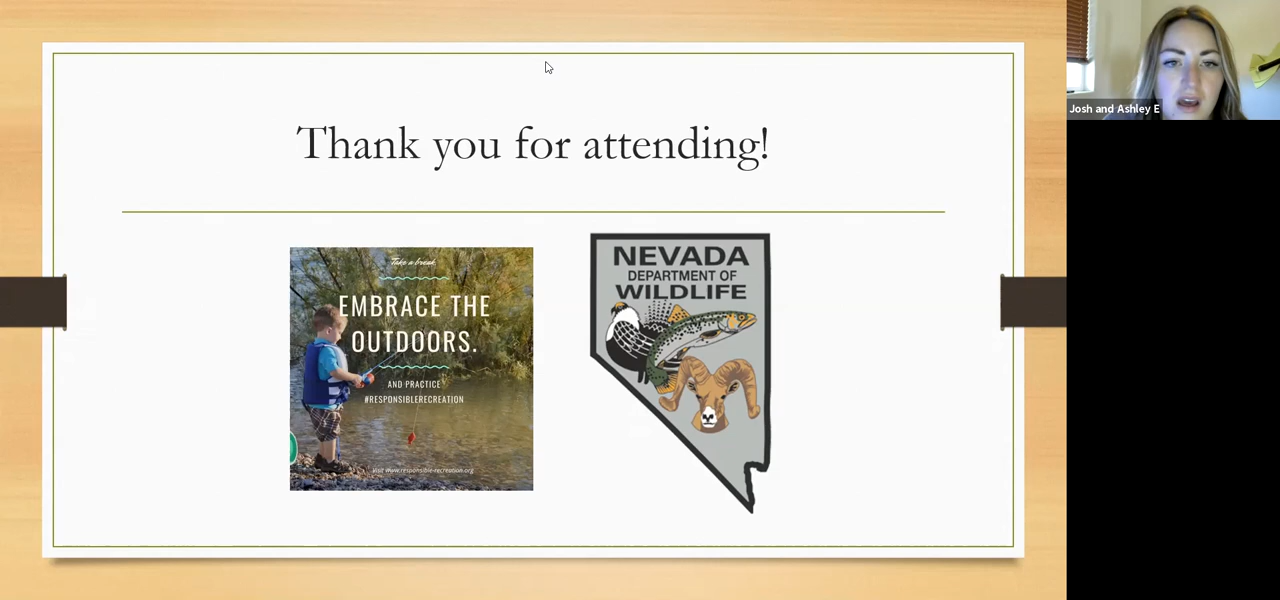 Thank you for attending!
Take a break
EMBRACE THE
OUTDOORS.
AND PRACTICE
#RESPONSIBLERECREATION
Visit www.responsible-recreation.org
NEVADA
DEPARTMENT OF
WILDLIFE
Josh and Ashley E